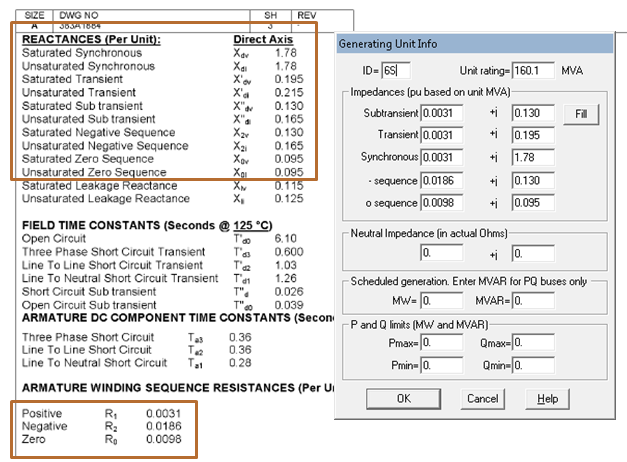 SIZE DWG NO SH REV
A 383A1884 3 -
REACTANCES (Per Unit): Direct Axis
Saturated Synchronous Xdv 1.78
Unsaturated Synchronous Xdi 1.78
Saturated Transient X'dv 0.195
Unsaturated Transient X'di 0.215
Saturated Sub transient X"dv 0.130
Unsaturated Sub transient X"di 0.165
Saturated Negative Sequence X2v 0.130
Unsaturated Negative Sequence X2i 0.165
Saturated Zero Sequence X0v 0.095
Unsaturated Zero Sequence X0i 0.095
Saturated Leakage Reactance Xlv 0.115
Unsaturated Leakage Reactance Xli 0.125
FIELD TIME CONSTANTS (Seconds @ 125 °C)
Open Circuit T'd0 6.10
Three Phase Short Circuit Transient T'd3 0.600
Line To Line Short Circuit Transient T'd2 1.03
Line To Neutral Short Circuit Transient T'd1 1.26
Short Circuit Sub transient T"d 0.026
Open Circuit Sub transient T"d0 0.039
ARMATURE DC COMPONENT TIME CONSTANTS (Secon
Three Phase Short Circuit Ta3 0.36
Line To Line Short Circuit Ta2 0.36
Line To Neutral Short Circuit Ta1 0.28
ARMATURE WINDING SEQUENCE RESISTANCES (Per U
Positive R1 0.0031
Negative R2 0.0186
Zero R0 0.0098
Generating Unit Info
ID= 6S Unit rating= 160.1 MVA
Impedances (pu based on unit MVA)
Subtransient 0.0031 +j 0.130 Fill
Transient 0.0031 +j 0.195
Synchronous 0.0031 +j 1.78
- sequence 0.0186 +j 0.130
o sequence 0.0098 +j 0.095
Neutral Impedance (in actual Ohms)
0. +j 0.
Scheduled generation. Enter MVAR for PQ buses only
MW= 0. MVAR= 0.
P and Q limits (MW and MVAR)
Pmax= 0. Qmax= 0.
Pmin= 0. Qmin= 0.
OK Cancel Help